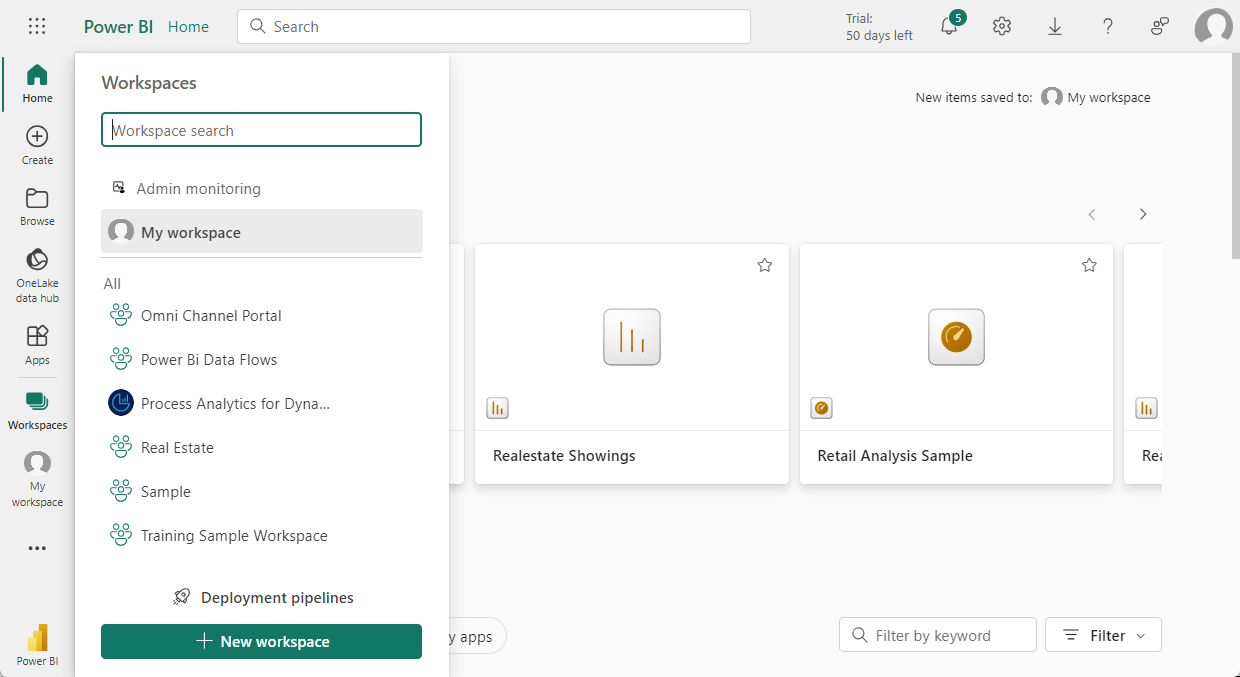 Power BI
Home
Search
Trial:
50 days left
5
Home
Create
Browse
OneLake
data hub
Apps
Workspaces
My
workspace
Power BI
Workspaces
Workspace search
Admin monitoring
My workspace
All
Omni Channel Portal
Power Bi Data Flows
Process Analytics for Dyna...
Real Estate
Sample
Training Sample Workspace
Deployment pipelines
New workspace
New items saved to: My workspace
Realestate Showings
Retail Analysis Sample
y apps
Filter by keyword
Filter